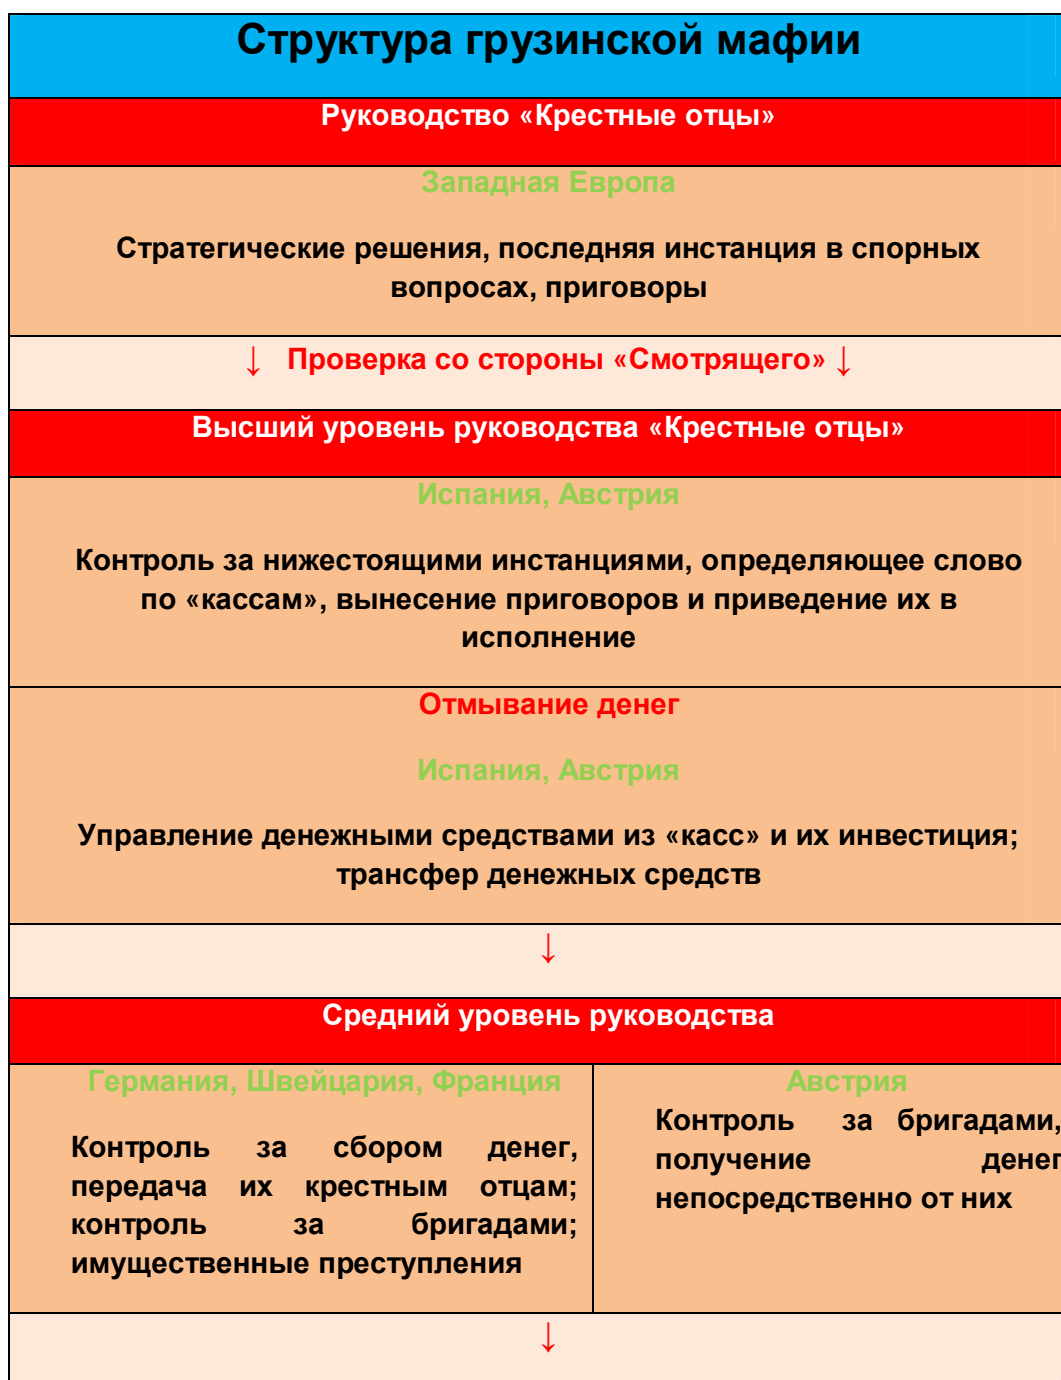 Структура грузинской мафии
Руководство «Крестные отцы»
Западная Европа
Стратегические решения, последняя инстанция в спорных
вопросах, приговоры
↓ Проверка со стороны «Смотрящего» ↓
Высший уровень руководства «Крестные отцы»
Испания, Австрия
Контроль за нижестоящими инстанциями, определяющее слово
по «кассам», вынесение приговоров и приведение их в
исполнение
Отмывание денег
Испания, Австрия
Управление денежными средствами из «касс» и их инвестиция;
трансфер денежных средств
↓
Средний уровень руководства
Германия, Швейцария, Франция
Контроль за сбором денег,
передача их крестным отцам;
контроль за бригадами;
имущественные преступления
Австрия
Контроль за бригадами,
получение денег
непосредственно от них
↓